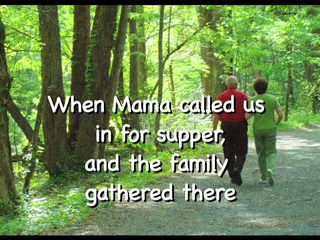 When Mama called us
in for supper,
and the family
gathered there